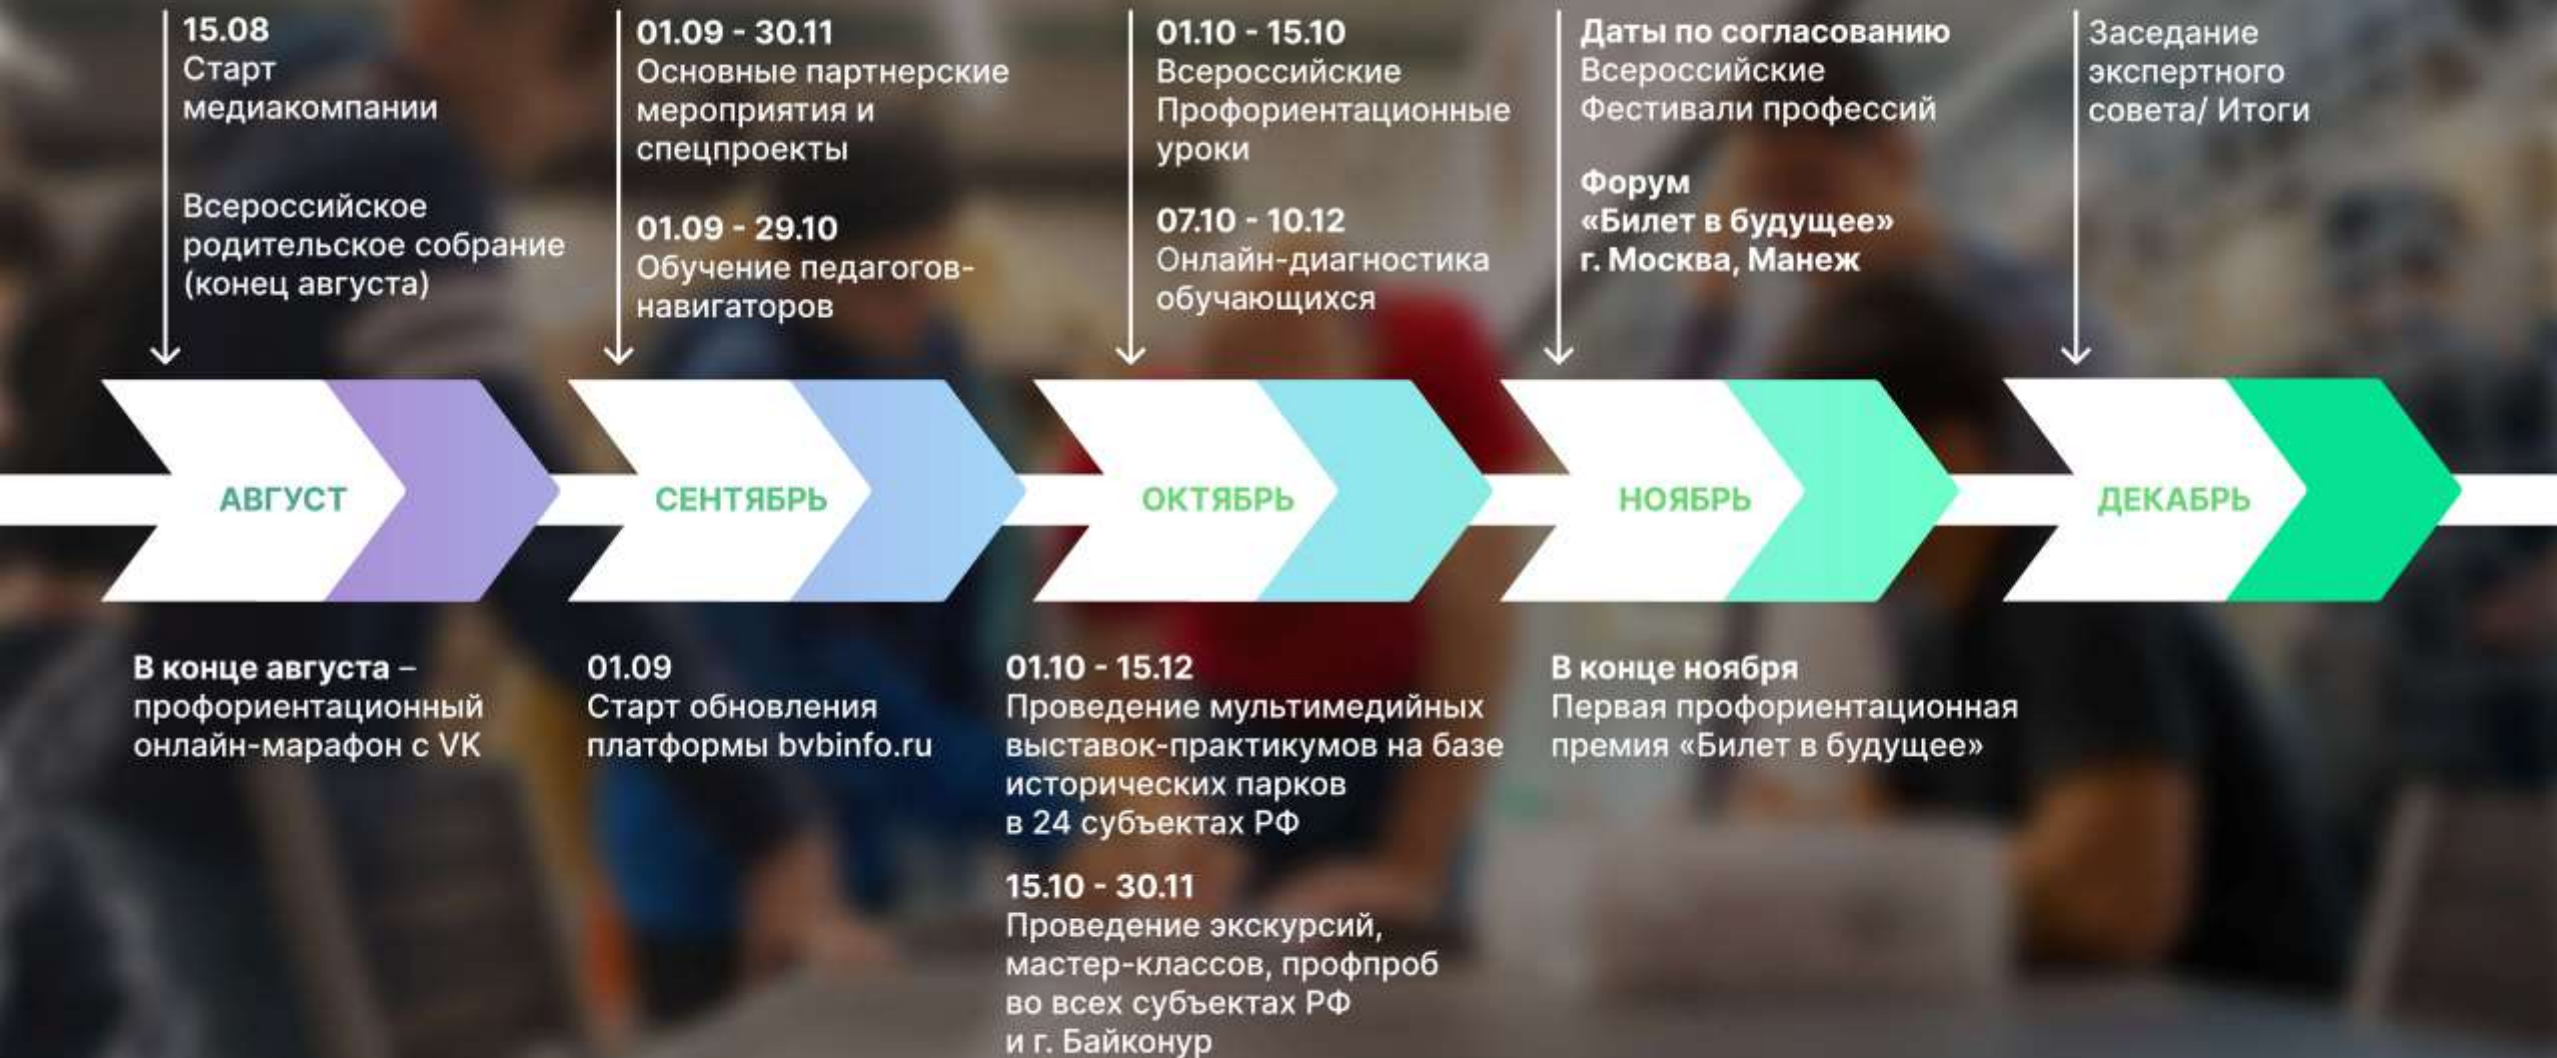 15.08
Старт
медиакомпании
Всероссийское
родительское собрание
(конец августа)
01.09 - 30.11
Основные партнерские
мероприятия и
спецпроекты
01.09 - 29.10
Обучение педагогов-
навигаторов
01.10 - 15.10
Всероссийские
Профориентационные
уроки
07.10 - 10.12
Онлайн-диагностика
обучающихся
Даты по согласованию
Всероссийские
Фестивали профессий
Форум
«Билет в будущее»
г. Москва, Манеж
Заседание
экспертного
совета/ Итоги
АВГУСТ
СЕНТЯБРЬ
ОКТЯБРЬ
НОЯБРЬ
ДЕКАБРЬ
В конце августа –
профориентационный
онлайн-марафон с VK
01.09
Старт обновления
платформы bvbinfo.ru
01.10 - 15.12
Проведение мультимедийных
выставок-практикумов на базе
исторических парков
в 24 субъектах РФ
15.10 - 30.11
Проведение экскурсий,
мастер-классов, профпроб
во всех субъектах РФ
и г. Байконур
В конце ноября
Первая профориентационная
премия «Билет в будущее»